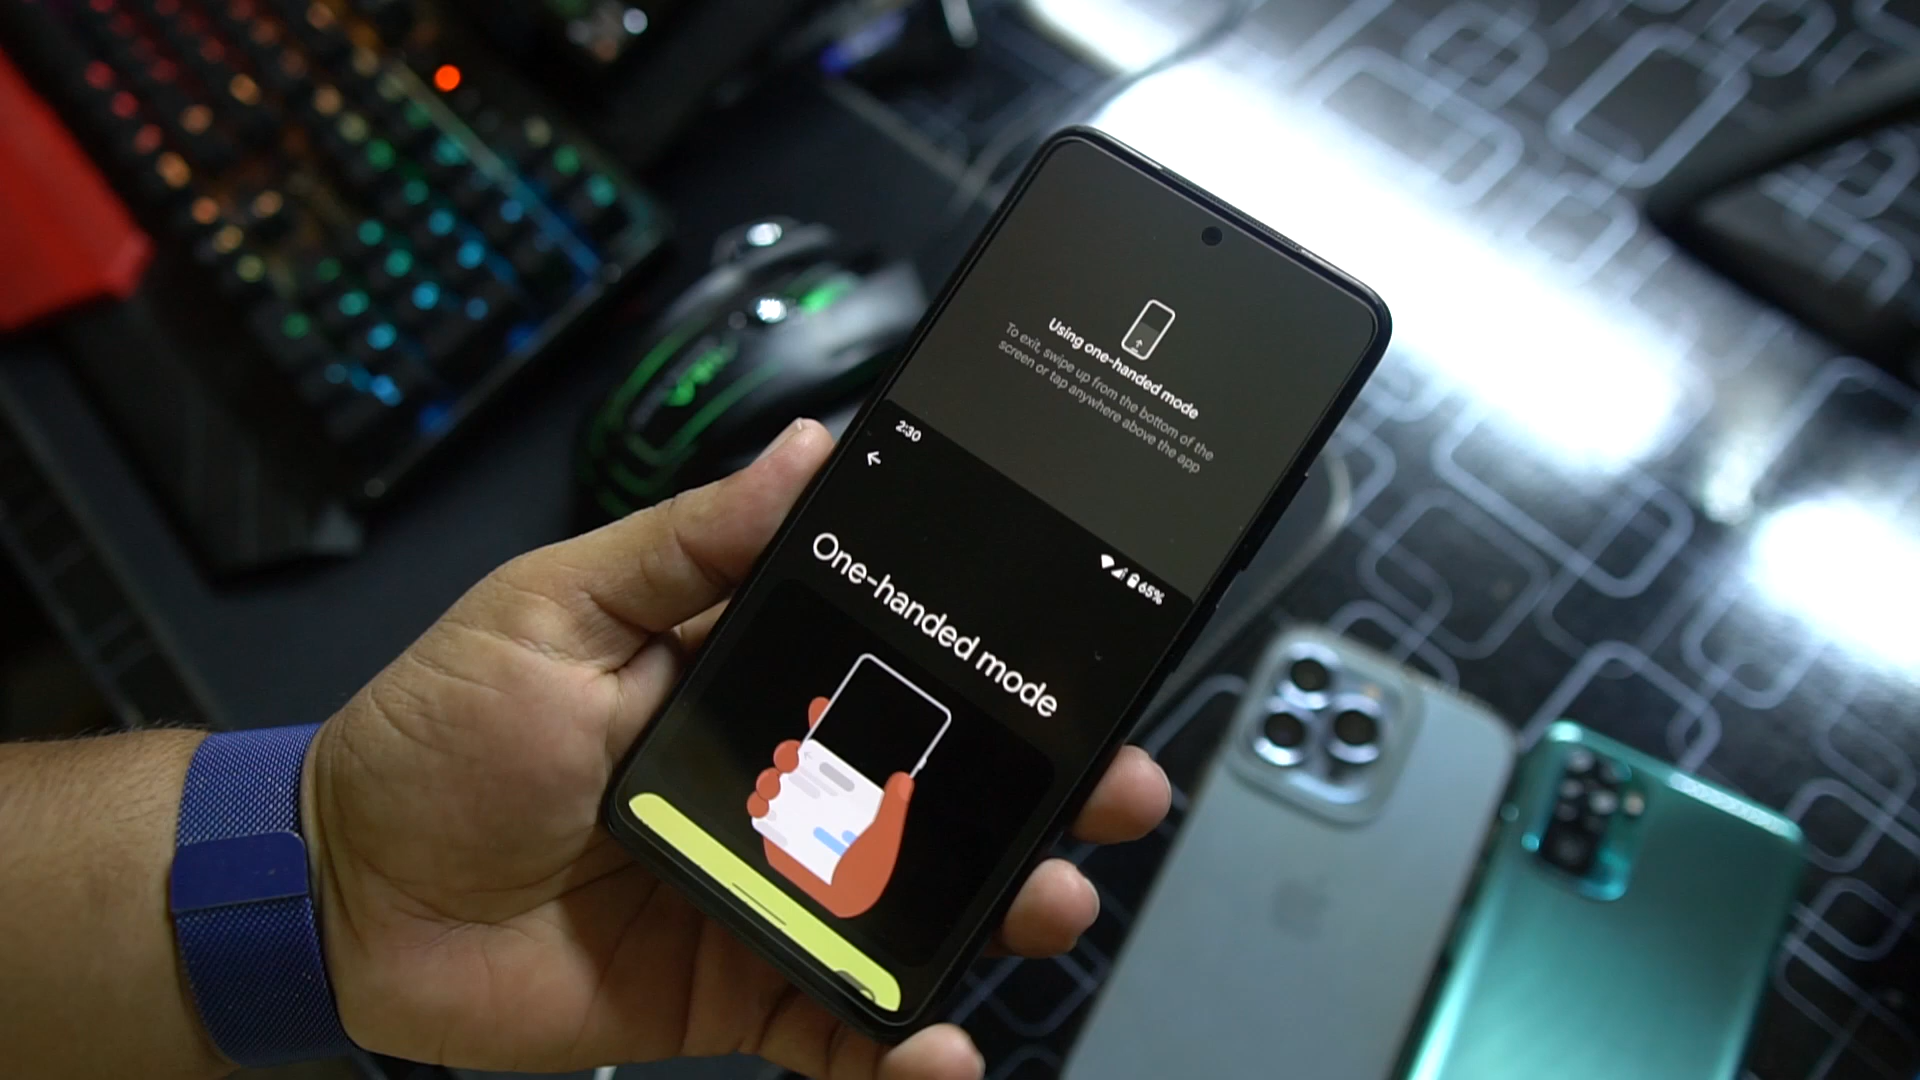 Using one-handed mode
To exit, swipe up from the bottom of the
screen or tap anywhere above the app
2:30
65%
One-handed mode